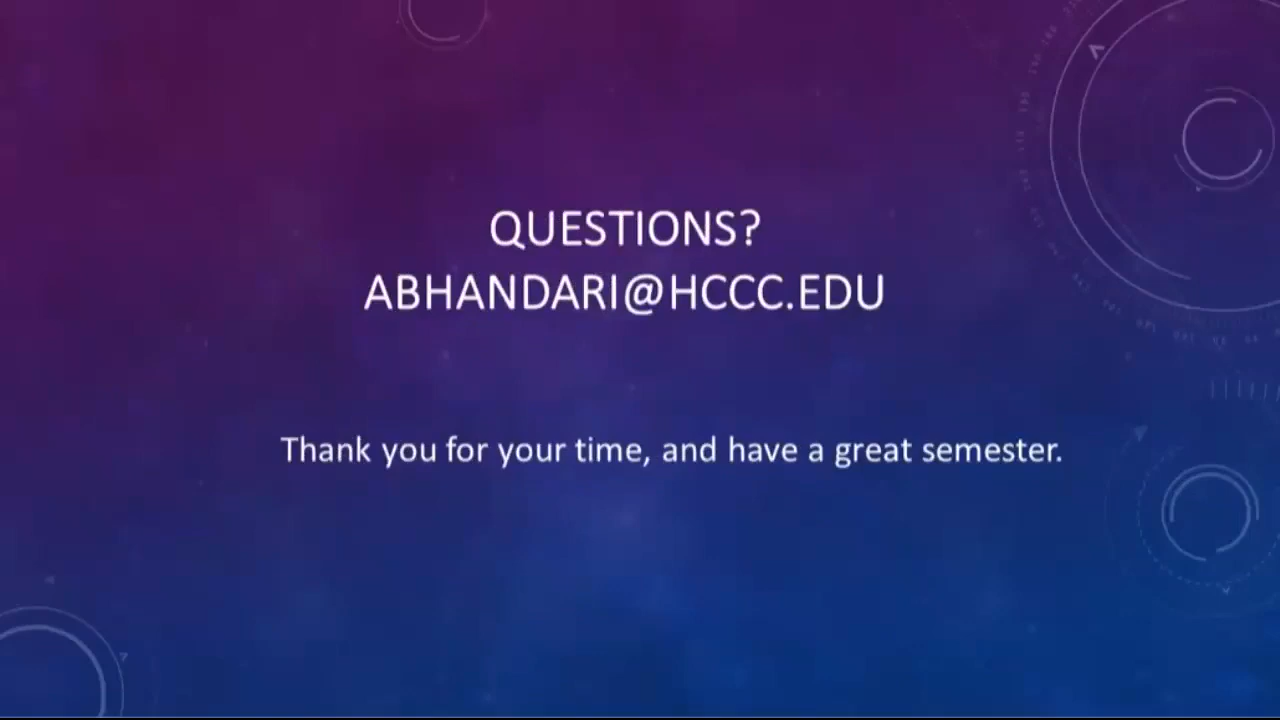 QUESTIONS?
ABHANDARI@HCCC.EDU
Thank you for your time, and have a great semester.